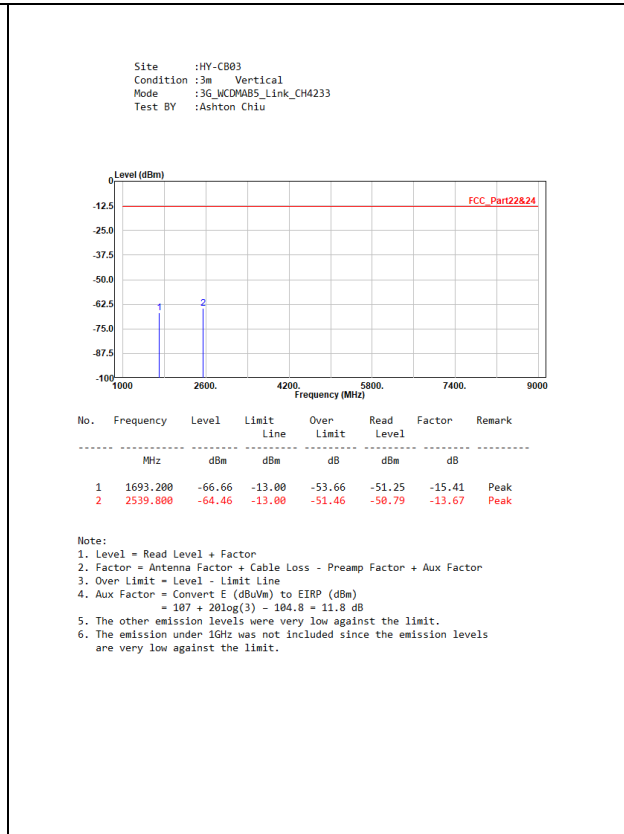 Site      :HY-CB03
Condition :3m    Vertical
Mode      :3G_WCDMAB5_Link_CH4233
Test BY   :Ashton Chiu
Level (dBm)
0
FCC_Part22&24
-12.5
-25.0
-37.5
-50.0
-62.5
1
2
-75.0
-87.5
-100
1000 2600. 4200. 5800. 7400. 9000
Frequency (MHz)
No. Frequency Level Limit Over Read Factor Remark
Line Limit Level
------ ----------- -------- --------- -------- -------- -------- ---------
MHz dBm dBm dB dBm dB
1 1693.200 -66.66 -13.00 -53.66 -51.25 -15.41 Peak
2 2539.800 -64.46 -13.00 -51.46 -50.79 -13.67 Peak
Note:
1. Level = Read Level + Factor
2. Factor = Antenna Factor + Cable Loss - Preamp Factor + Aux Factor
3. Over Limit = Level - Limit Line
4. Aux Factor = Convert E (dBuVm) to EIRP (dBm)
= 107 + 20log(3) – 104.8 = 11.8 dB
5. The other emission levels were very low against the limit.
6. The emission under 1GHz was not included since the emission levels
are very low against the limit.